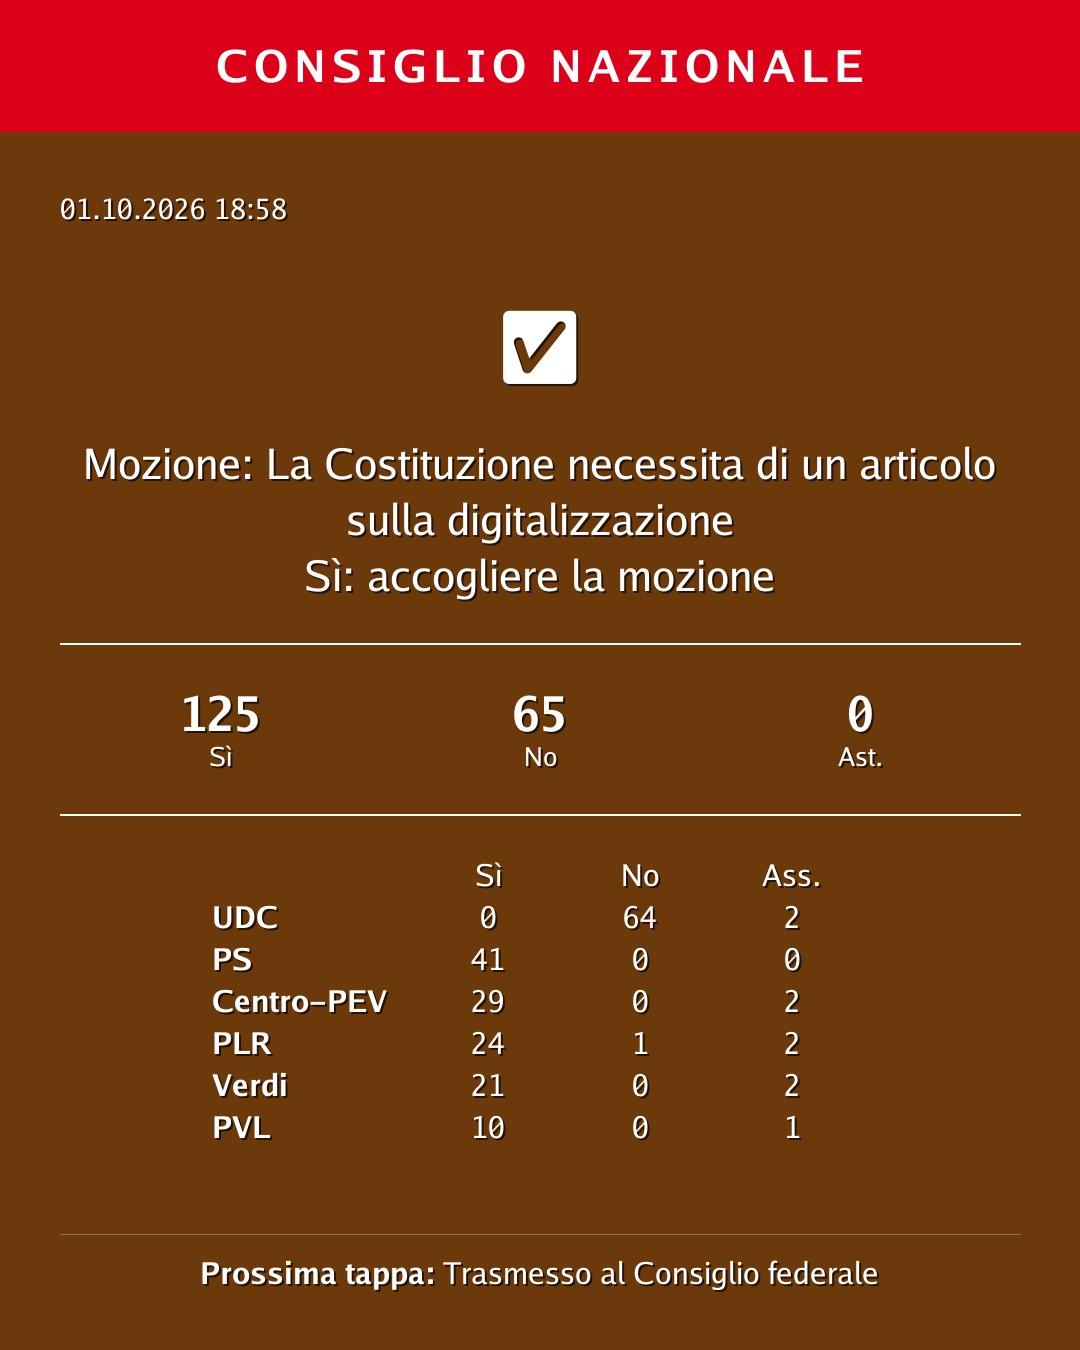 CONSIGLIO NAZIONALE
01.10.2026 18:58
Mozione: La Costituzione necessita di un articolo
sulla digitalizzazione
Sì: accogliere la mozione
125 65 0
Sì No Ast.
Sì No Ass.
UDC 0 64 2
PS 41 0 0
Centro-PEV 29 0 2
PLR 24 1 2
Verdi 21 0 2
PVL 10 0 1
Prossima tappa: Trasmesso al Consiglio federale